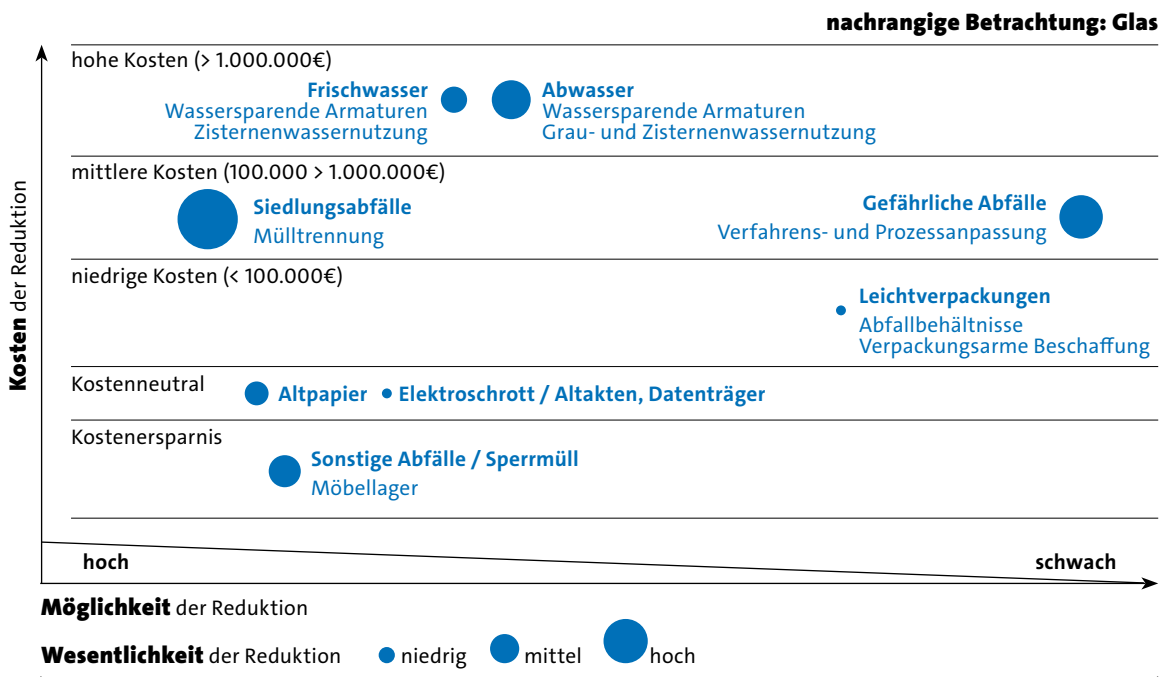 nachrangige Betrachtung: Glas
hohe Kosten (> 1.000.000€)
Frischwasser
Wassersparende Armaturen
Zisternenwassernutzung
Abwasser
Wassersparende Armaturen
Grau- und Zisternenwassernutzung
mittlere Kosten (100.000 > 1.000.000€)
Siedlungsabfälle
Mülltrennung
Gefährliche Abfälle
Verfahrens- und Prozessanpassung
niedrige Kosten (< 100.000€)
Leichtverpackungen
Abfallbehältnisse
Verpackungsarme Beschaffung
Kostenneutral
Altpapier
Elektroschrott / Altakten, Datenträger
Kostenersparnis
Sonstige Abfälle / Sperrmüll
Möbellager
Kosten der Reduktion
hoch
schwach
Möglichkeit der Reduktion
Wesentlichkeit der Reduktion niedrig mittel hoch